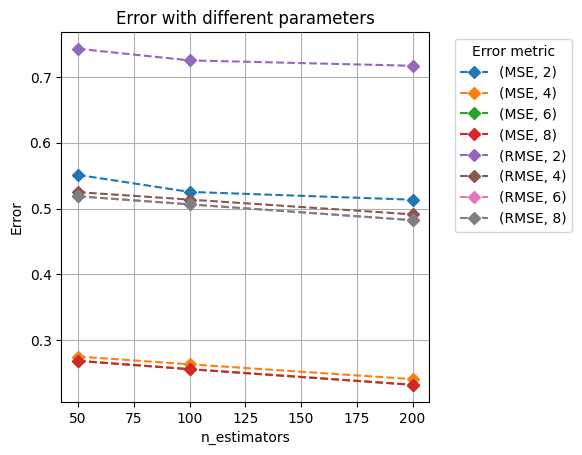 Error with different parameters
Error
0.7
0.6
0.5
0.4
0.3
50
75
100
125
150
175
200
n_estimators
Error metric
(MSE, 2)
(MSE, 4)
(MSE, 6)
(MSE, 8)
(RMSE, 2)
(RMSE, 4)
(RMSE, 6)
(RMSE, 8)